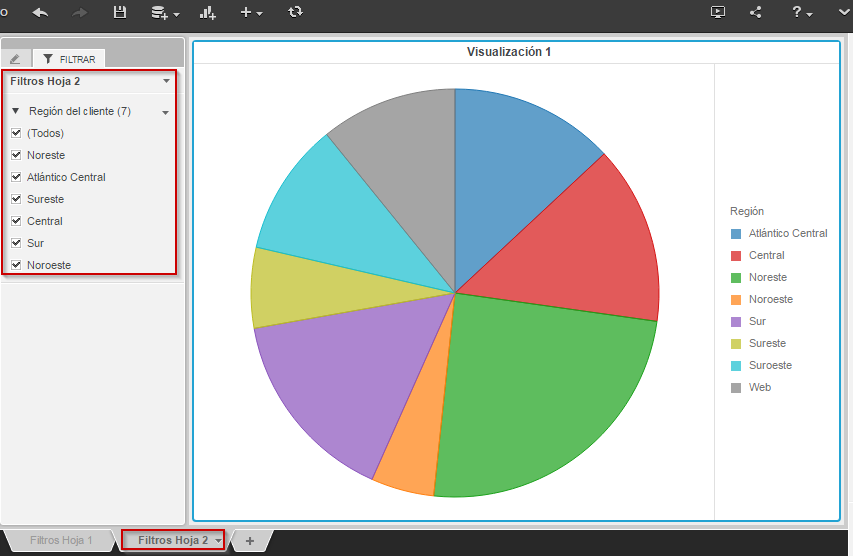 O
?
FILTRAR
Filtros Hoja 2
Región del cliente (7)
(Todos)
Noreste
Atlántico Central
Sureste
Central
Sur
Noroeste
Visualización 1
Región
Atlántico Central
Central
Noreste
Noroeste
Sur
Sureste
Suroeste
Web
Filtros Hoja 1
Filtros Hoja 2
+